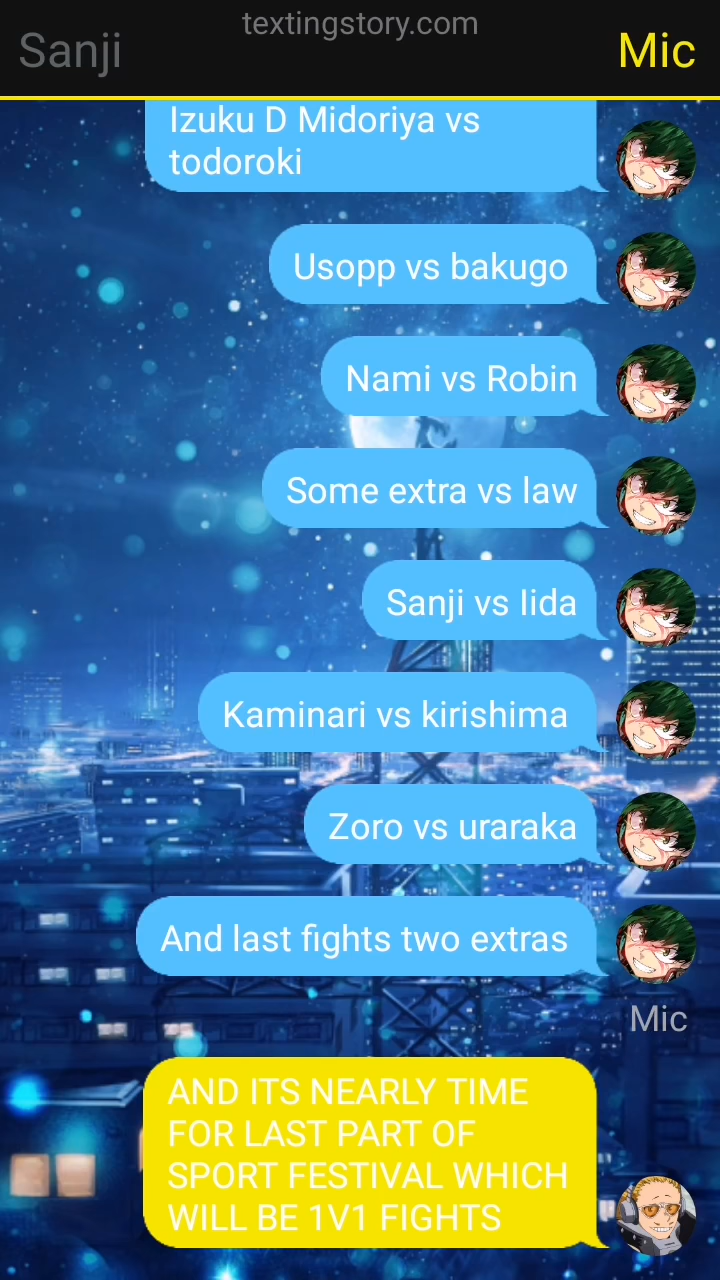 textingstory.com
Sanji
Mic
Izuku D Midoriya vs
todoroki
Usopp vs bakugo
Nami vs Robin
Some extra vs law
Sanji vs Iida
Kaminari vs kirishima
Zoro vs uraraka
And last fights two extras
Mic
AND ITS NEARLY TIME
FOR LAST PART OF
SPORT FESTIVAL WHICH
WILL BE 1V1 FIGHTS